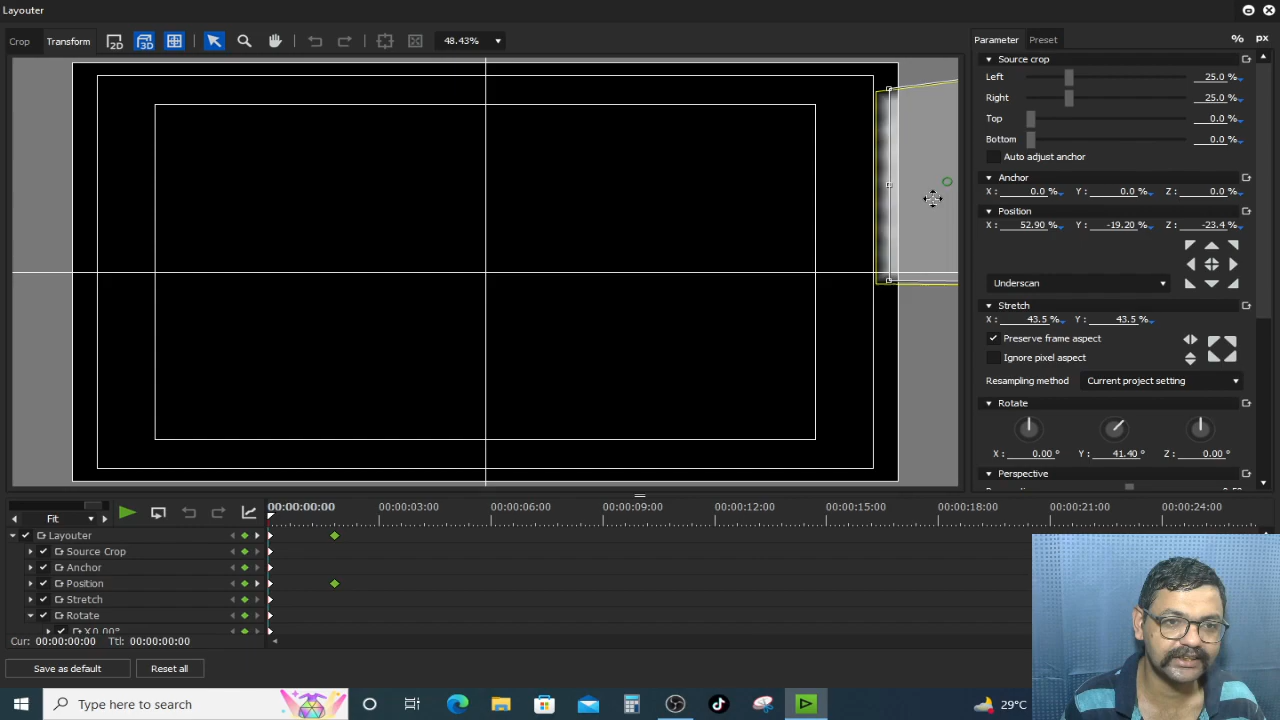 Layouter
Crop Transform 2D 3D 48.43% Parameter Preset % px
Source crop
Left 25.0 %
Right 25.0 %
Top 0.0 %
Bottom 0.0 %
Auto adjust anchor
Anchor
X : 0.0 % Y : 0.0 % Z : 0.0 %
Position
X : 52.90 % Y : -19.20 % Z : -23.4 %
Underscan
Stretch
X : 43.5 % Y : 43.5 %
Preserve frame aspect
Ignore pixel aspect
Resampling method Current project setting
Rotate
X : 0.00 ° Y : 41.40 ° Z : 0.00 °
Perspective
Fit
00:00:00:00 00:00:03:00 00:00:06:00 00:00:09:00 00:00:12:00 00:00:15:00 00:00:18:00 00:00:21:00 00:00:24:00
Layouter
Source Crop
Anchor
Position
Stretch
Rotate
X 0.00°
Cur: 00:00:00:00 Ttl: 00:00:00:00
Save as default Reset all
Type here to search 29°C